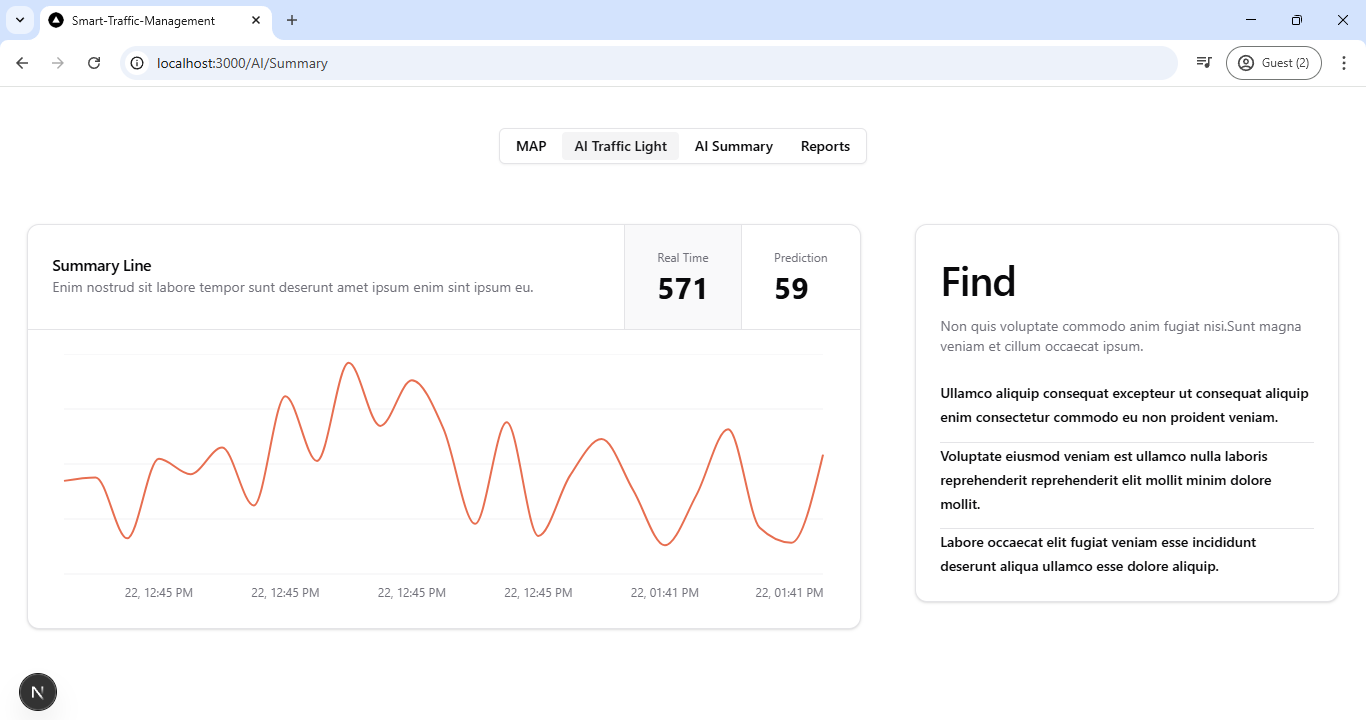 Smart-Traffic-Management
localhost:3000/AI/Summary
Guest (2)
MAP
AI Traffic Light
AI Summary
Reports
Summary Line
Enim nostrud sit labore tempor sunt deserunt amet ipsum enim sint ipsum eu.
Real Time
571
Prediction
59
22, 12:45 PM
22, 12:45 PM
22, 12:45 PM
22, 12:45 PM
22, 01:41 PM
22, 01:41 PM
Find
Non quis voluptate commodo anim fugiat nisi.Sunt magna
veniam et cillum occaecat ipsum.
Ullamco aliquip consequat excepteur ut consequat aliquip
enim consectetur commodo eu non proident veniam.
Voluptate eiusmod veniam est ullamco nulla laboris
reprehenderit reprehenderit elit mollit minim dolore
mollit.
Labore occaecat elit fugiat veniam esse incididunt
deserunt aliqua ullamco esse dolore aliquip.
N